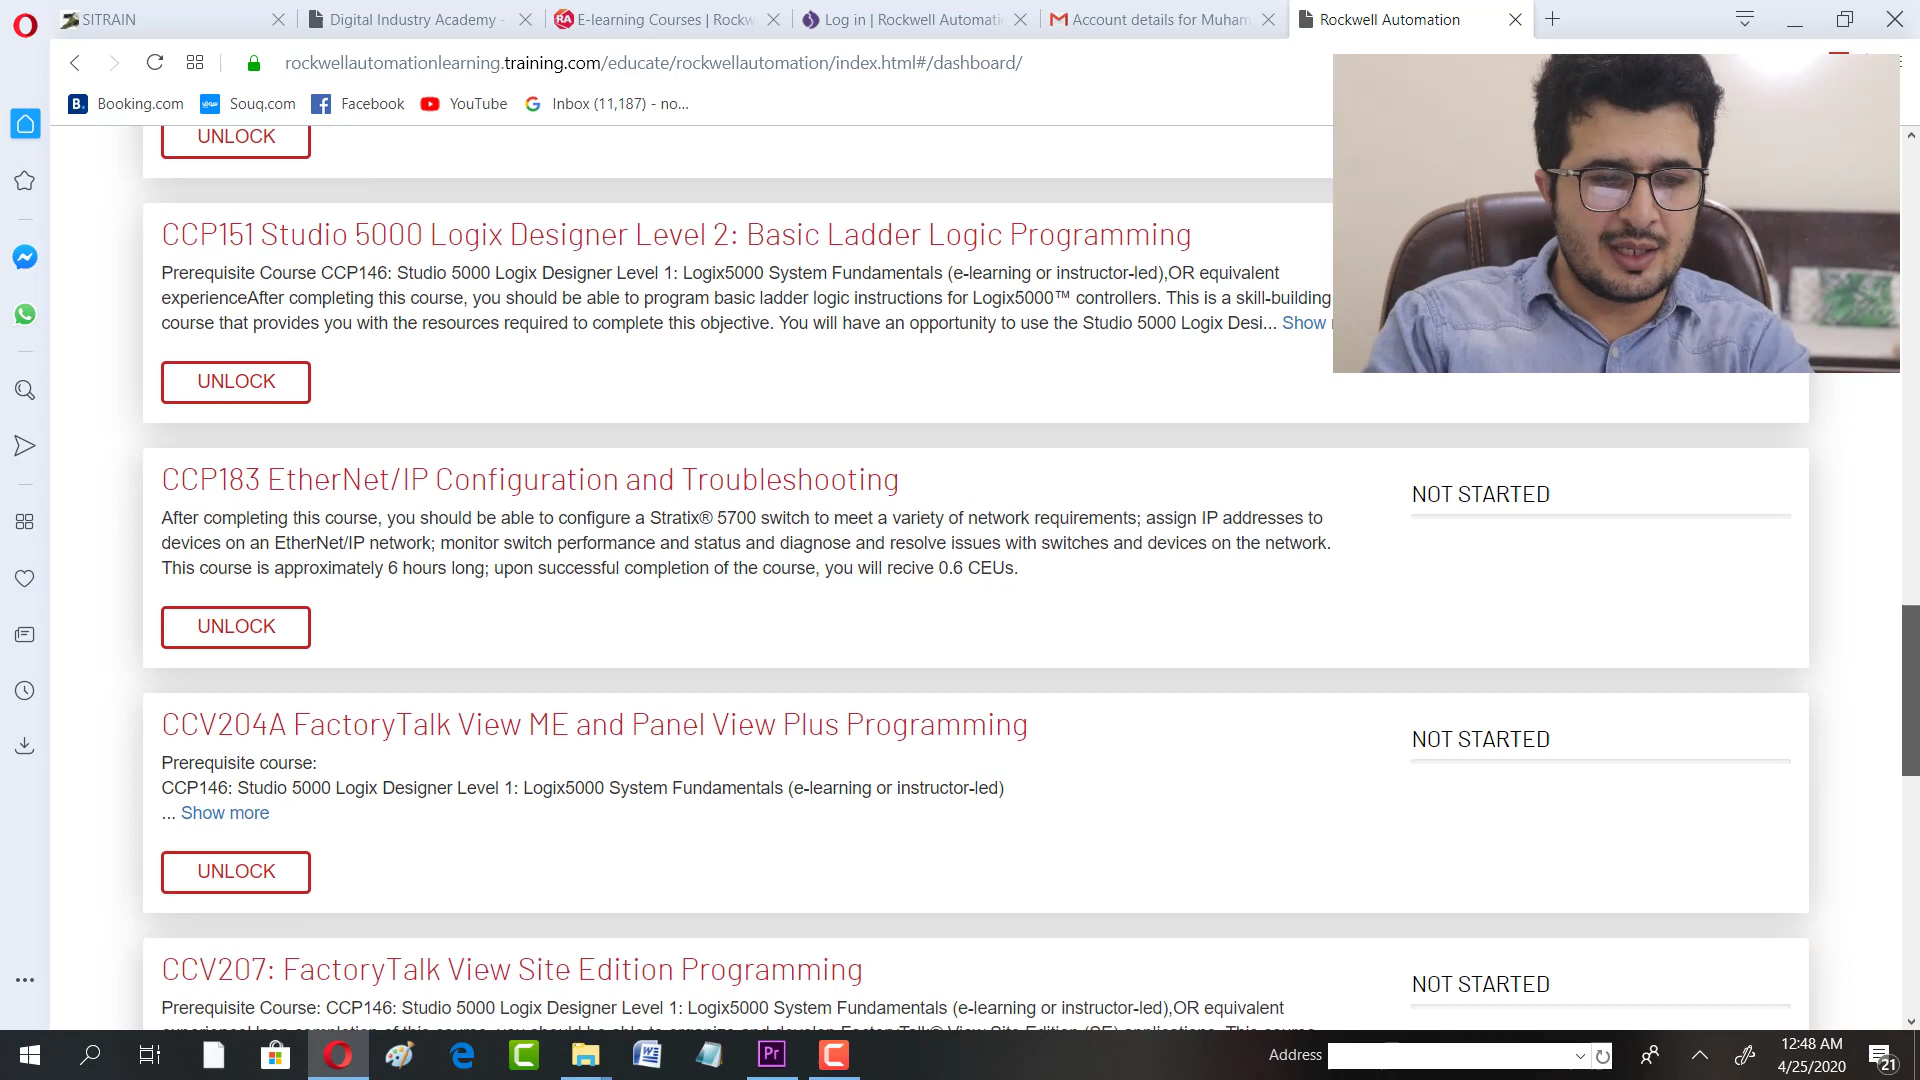 SITRAIN
Digital Industry Academy -
E-learning Courses | Rockw
Log in | Rockwell Automati
Account details for Muham
Rockwell Automation
rockwellautomationlearning.training.com/educate/rockwellautomation/index.html#/dashboard/
Booking.com
Souq.com
Facebook
YouTube
Inbox (11,187) - no...
UNLOCK
CCP151 Studio 5000 Logix Designer Level 2: Basic Ladder Logic Programming
Prerequisite Course CCP146: Studio 5000 Logix Designer Level 1: Logix5000 System Fundamentals (e-learning or instructor-led),OR equivalent
experienceAfter completing this course, you should be able to program basic ladder logic instructions for Logix5000™ controllers. This is a skill-building
course that provides you with the resources required to complete this objective. You will have an opportunity to use the Studio 5000 Logix Desi... Show
UNLOCK
CCP183 EtherNet/IP Configuration and Troubleshooting
NOT STARTED
After completing this course, you should be able to configure a Stratix® 5700 switch to meet a variety of network requirements; assign IP addresses to
devices on an EtherNet/IP network; monitor switch performance and status and diagnose and resolve issues with switches and devices on the network.
This course is approximately 6 hours long; upon successful completion of the course, you will recive 0.6 CEUs.
UNLOCK
CCV204A FactoryTalk View ME and Panel View Plus Programming
NOT STARTED
Prerequisite course:
CCP146: Studio 5000 Logix Designer Level 1: Logix5000 System Fundamentals (e-learning or instructor-led)
... Show more
UNLOCK
CCV207: FactoryTalk View Site Edition Programming
NOT STARTED
Prerequisite Course: CCP146: Studio 5000 Logix Designer Level 1: Logix5000 System Fundamentals (e-learning or instructor-led),OR equivalent
Address
12:48 AM
4/25/2020
21